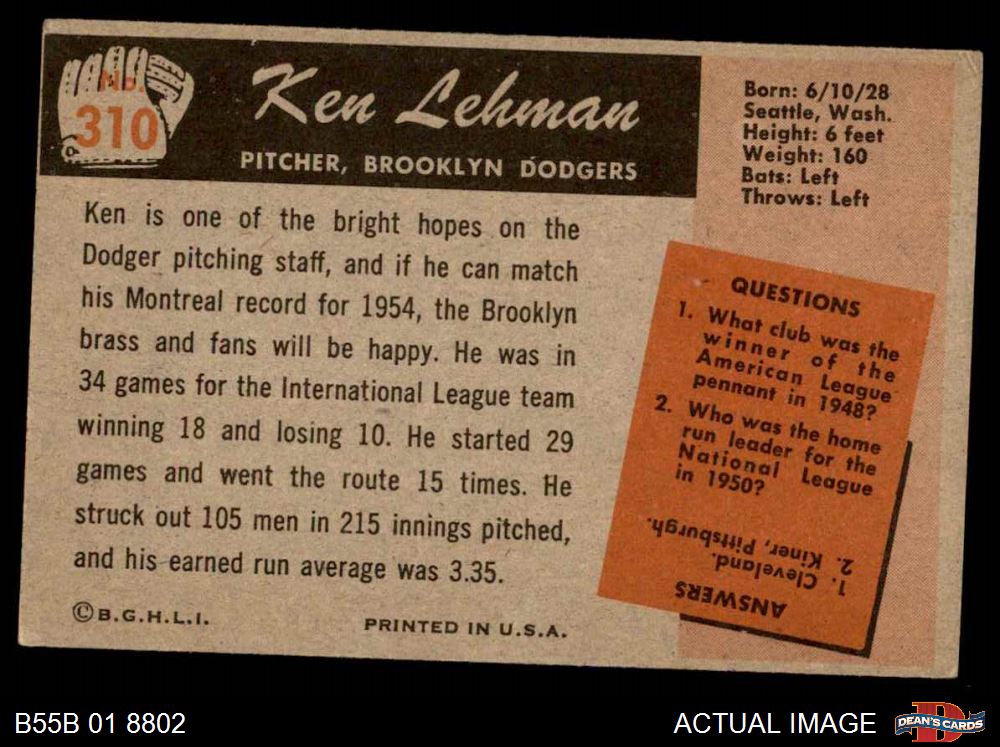 No.
310
Ken Lehman
PITCHER, BROOKLYN DODGERS
Born: 6/10/28
Seattle, Wash.
Height: 6 feet
Weight: 160
Bats: Left
Throws: Left
Ken is one of the bright hopes on the
Dodger pitching staff, and if he can match
his Montreal record for 1954, the Brooklyn
brass and fans will be happy. He was in
34 games for the International League team
winning 18 and losing 10. He started 29
games and went the route 15 times. He
struck out 105 men in 215 innings pitched,
and his earned run average was 3.35.
©B.G.H.L.I.
PRINTED IN U.S.A.
QUESTIONS
1. What club was the
winner of the
American League
pennant in 1948?
2. Who was the home
run leader for the
National League
in 1950?
ANSWERS
1. Cleveland.
2. Kiner, Pittsburgh.
B55B 01 8802
ACTUAL IMAGE
DEAN'S CARDS